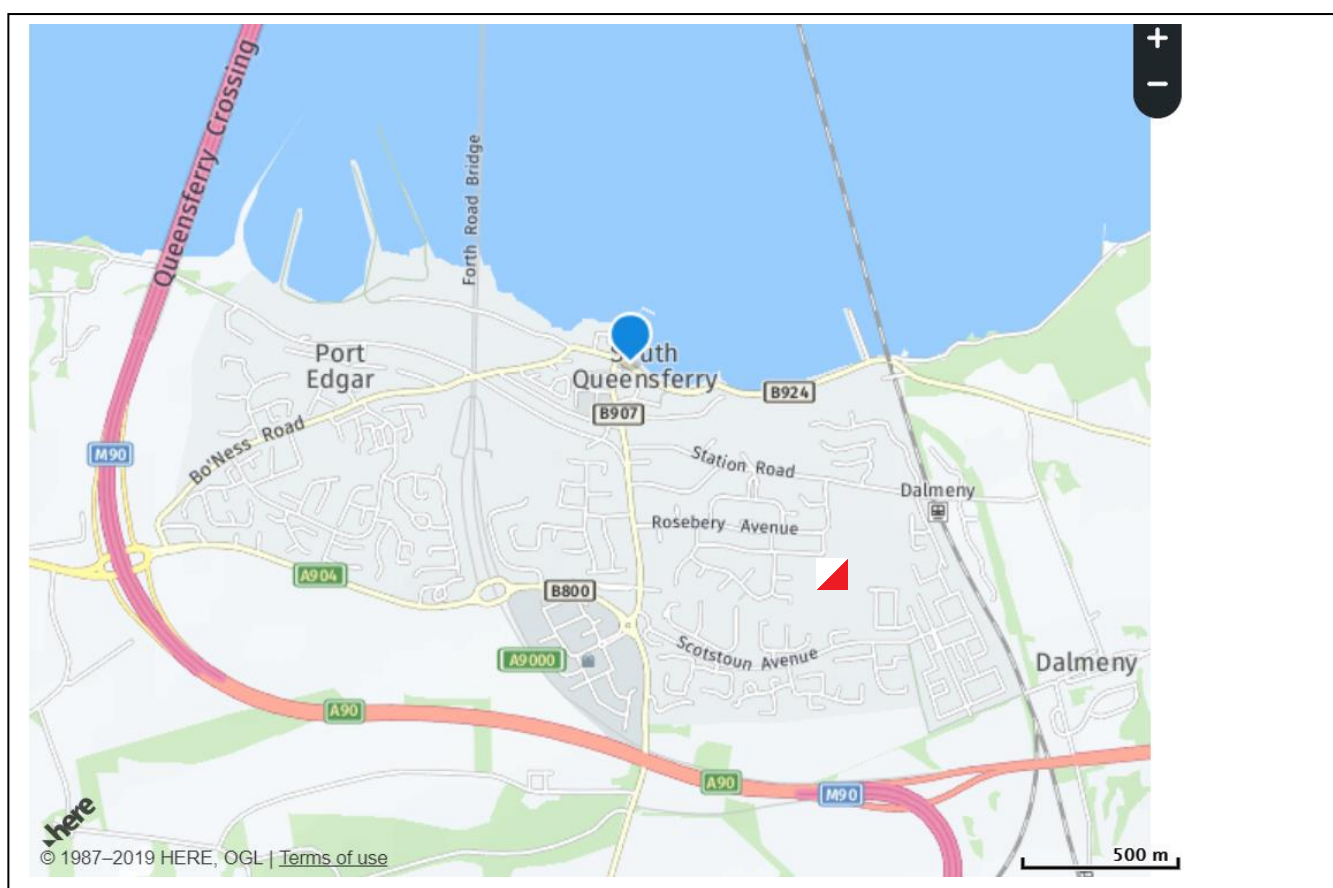 +
−
Queensferry Crossing
Forth Road Bridge
Port
Edgar
South
Queensferry
B924
B907
Bo'Ness Road
M90
Station Road
Dalmeny
Rosebery Avenue
A904
B800
Scotstoun Avenue
A9000
Dalmeny
A90
A90
M90
here
© 1987–2019 HERE, OGL | Terms of use
500 m